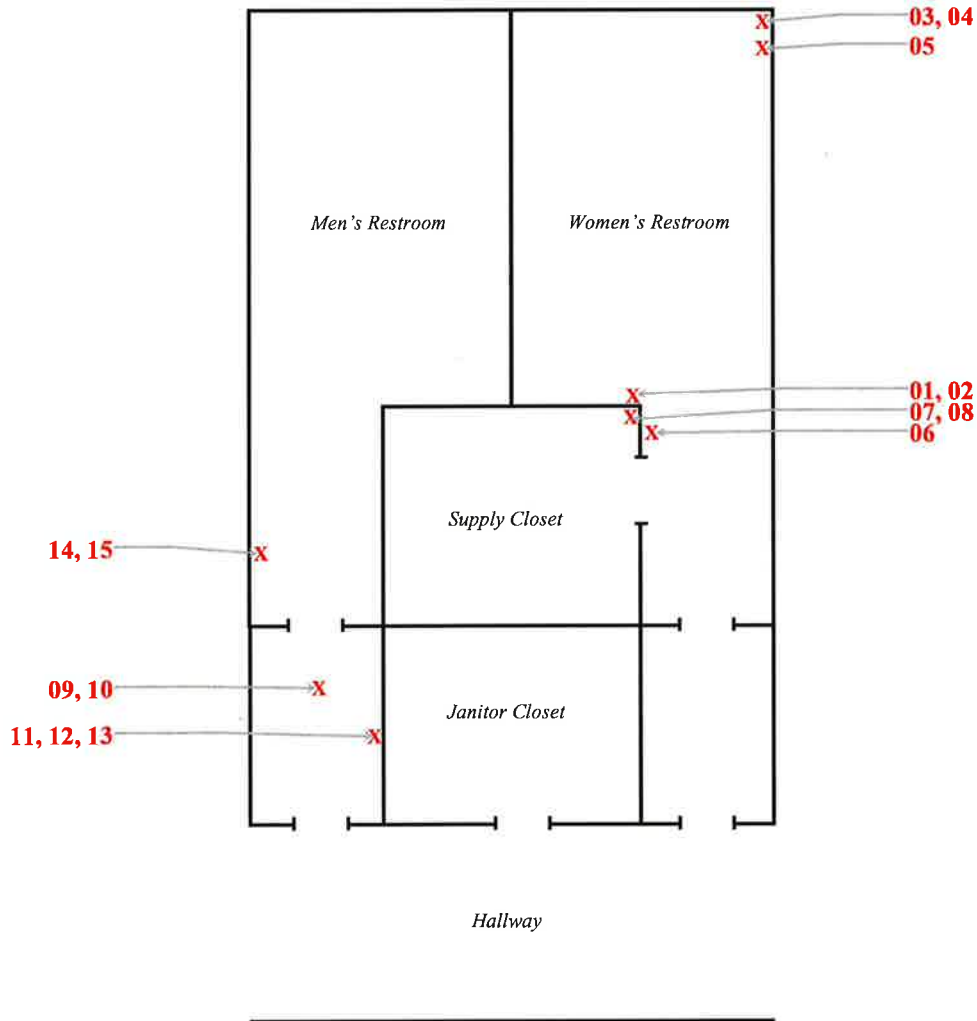 03, 04
05
Men's Restroom
Women's Restroom
X
X
01, 02
X
07, 08
X
06
X
Supply Closet
14, 15
X
09, 10
X
Janitor Closet
11, 12, 13
X
Hallway